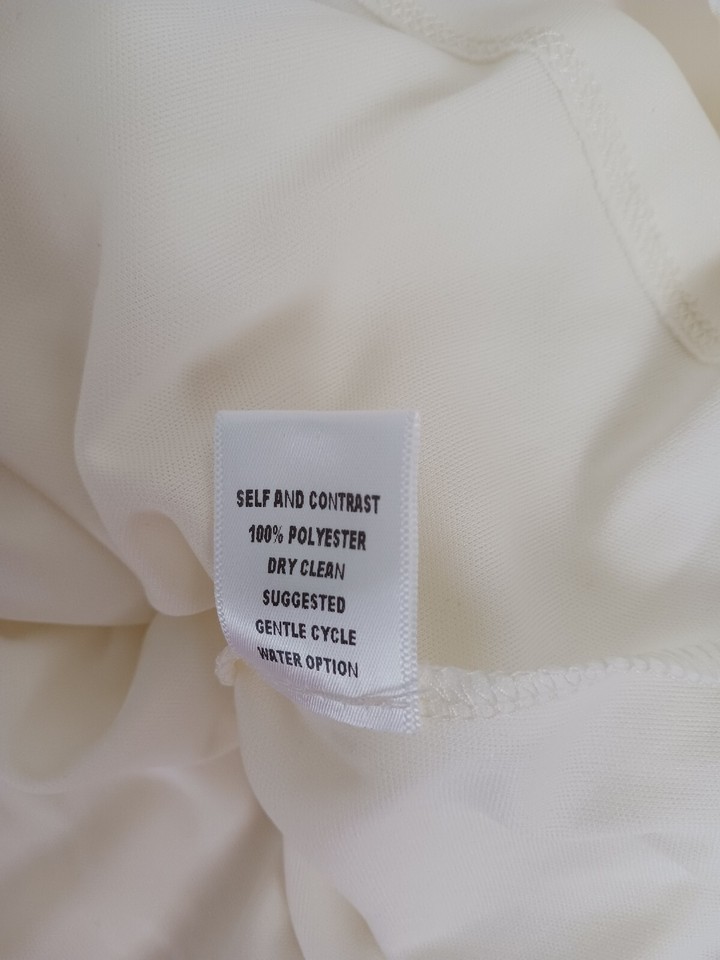 SELF AND CONTRAST
100% POLYESTER
DRY CLEAN
SUGGESTED
GENTLE CYCLE
WATER OPTION